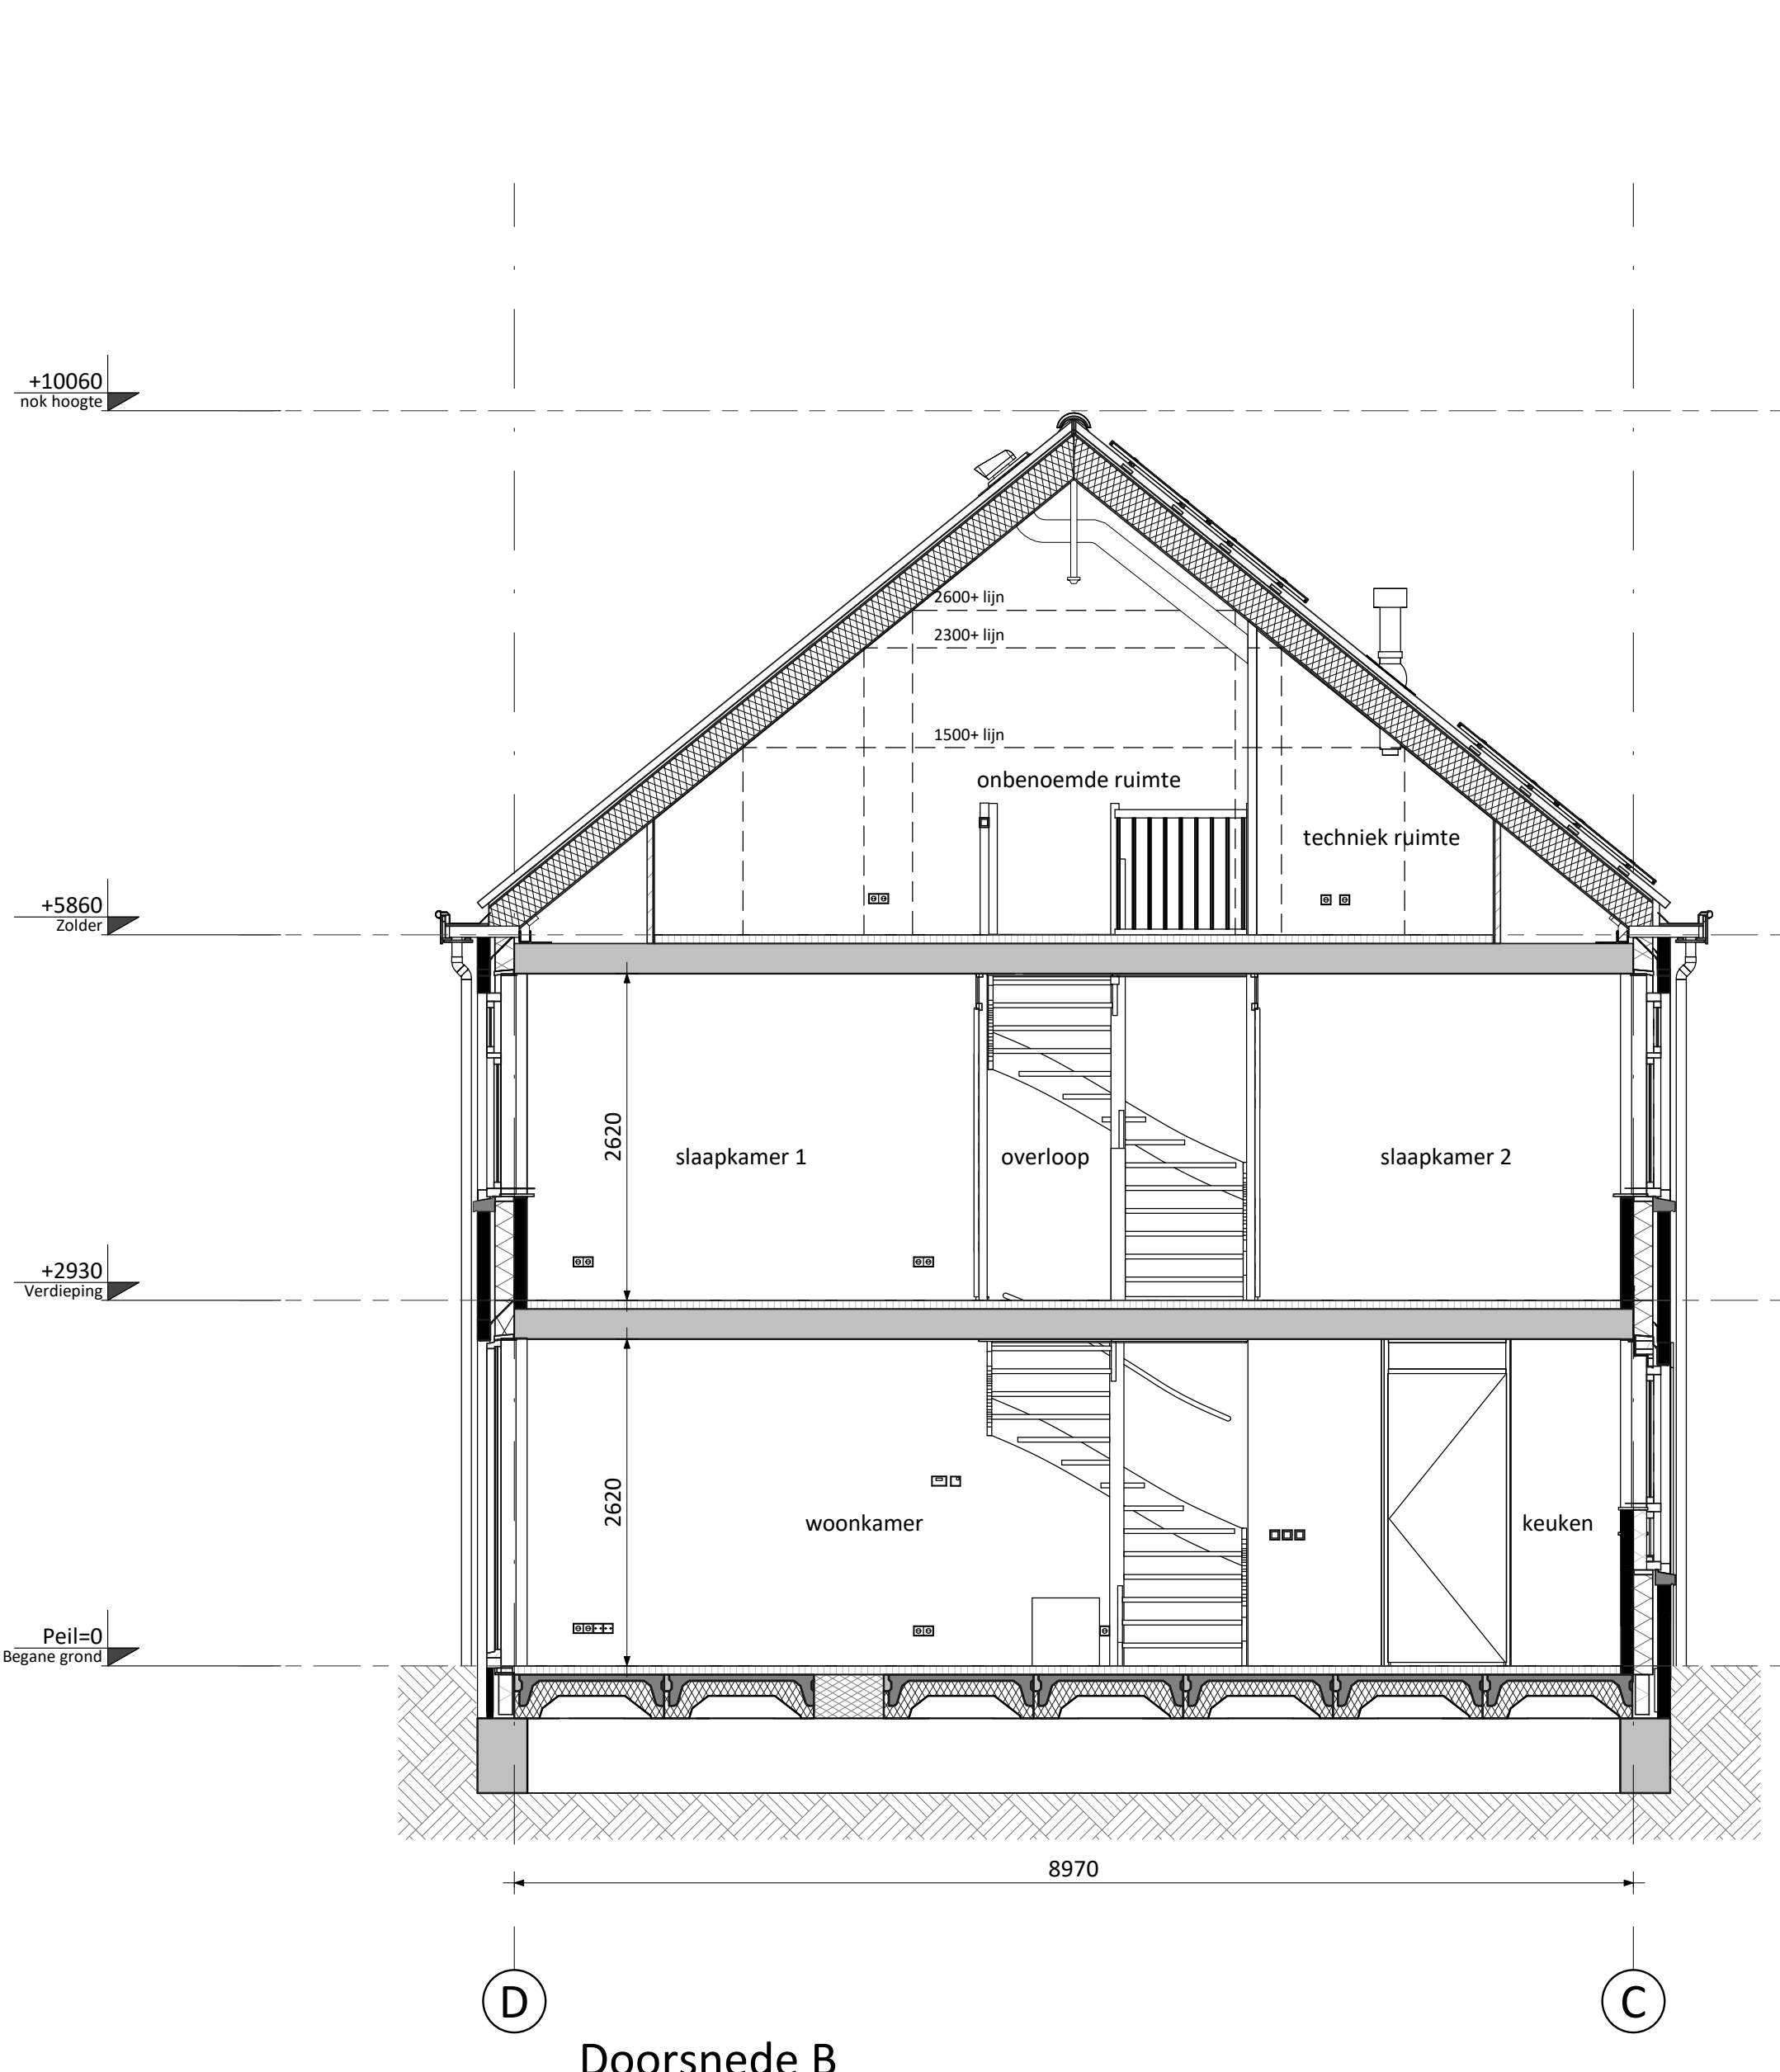 +10060
nok hoogte
2600+ lijn
2300+ lijn
1500+ lijn
onbenoemde ruimte
techniek ruimte
+5860
Zolder
2620
slaapkamer 1
overloop
slaapkamer 2
+2930
Verdieping
2620
woonkamer
keuken
Peil=0
Begane grond
8970
D
C
Doorsnede B